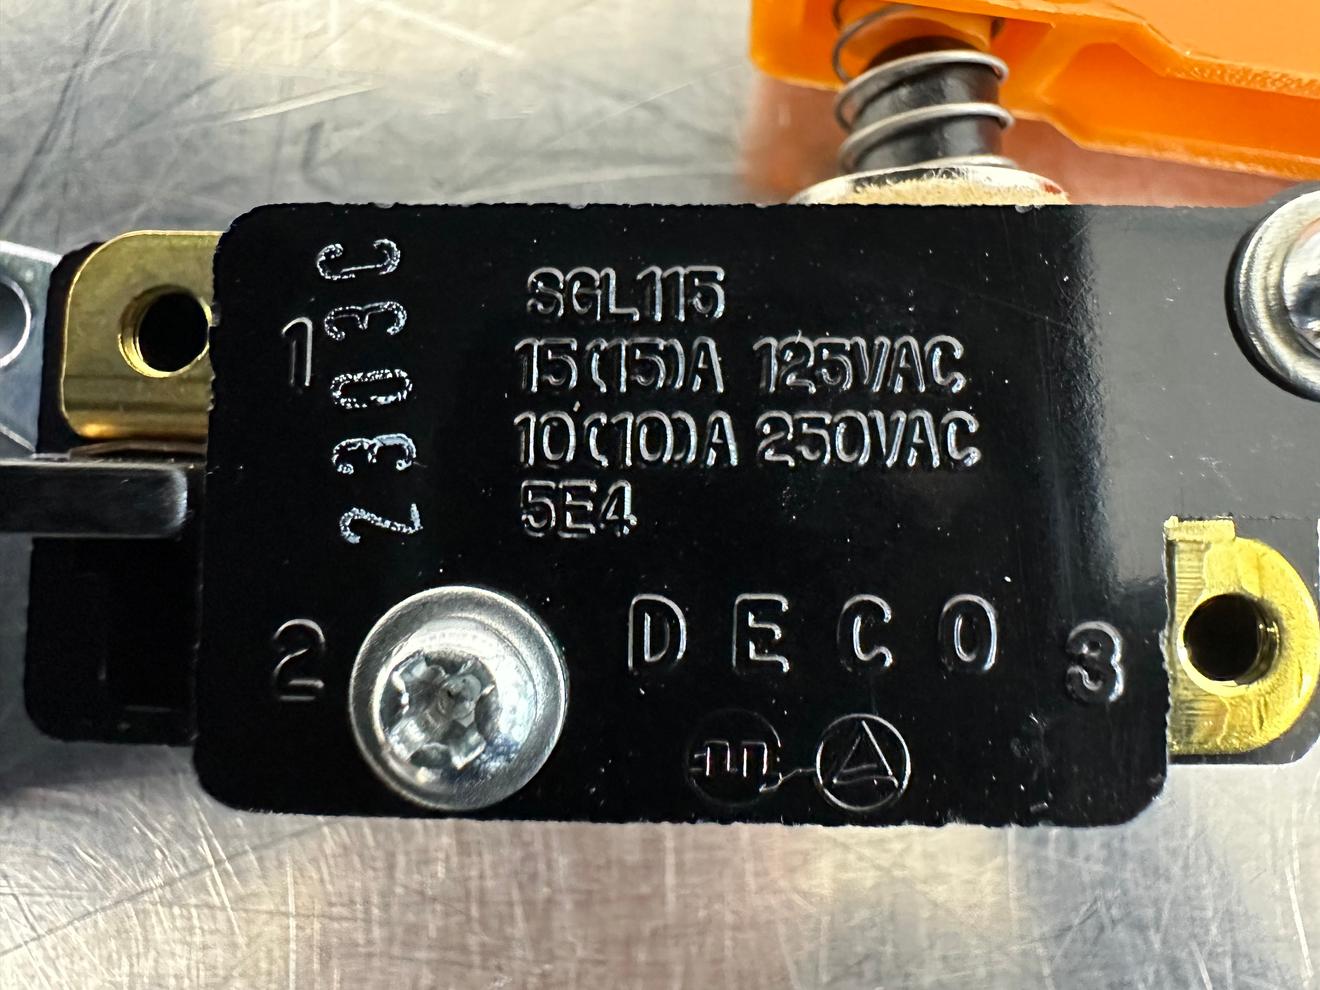 SGL115
15(15)A 125VAC
10(10)A 250VAC
5E4
DECO
1
2
3
2303C